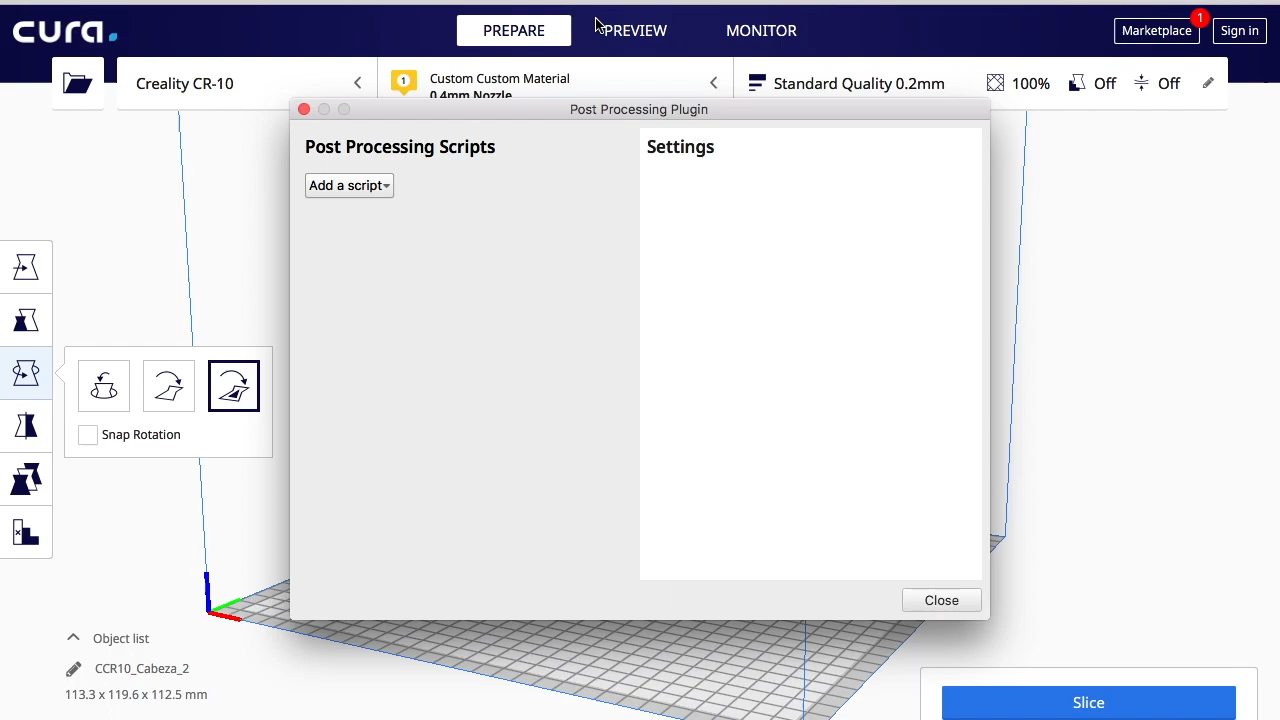 cura.
PREPARE
PREVIEW
MONITOR
Marketplace
1
Sign in
Creality CR-10
1
Custom Custom Material
0.4mm Nozzle
Standard Quality 0.2mm
100%
Off
Off
Post Processing Plugin
Post Processing Scripts
Add a script
Settings
Snap Rotation
Close
Object list
CCR10_Cabeza_2
113.3 x 119.6 x 112.5 mm
Slice